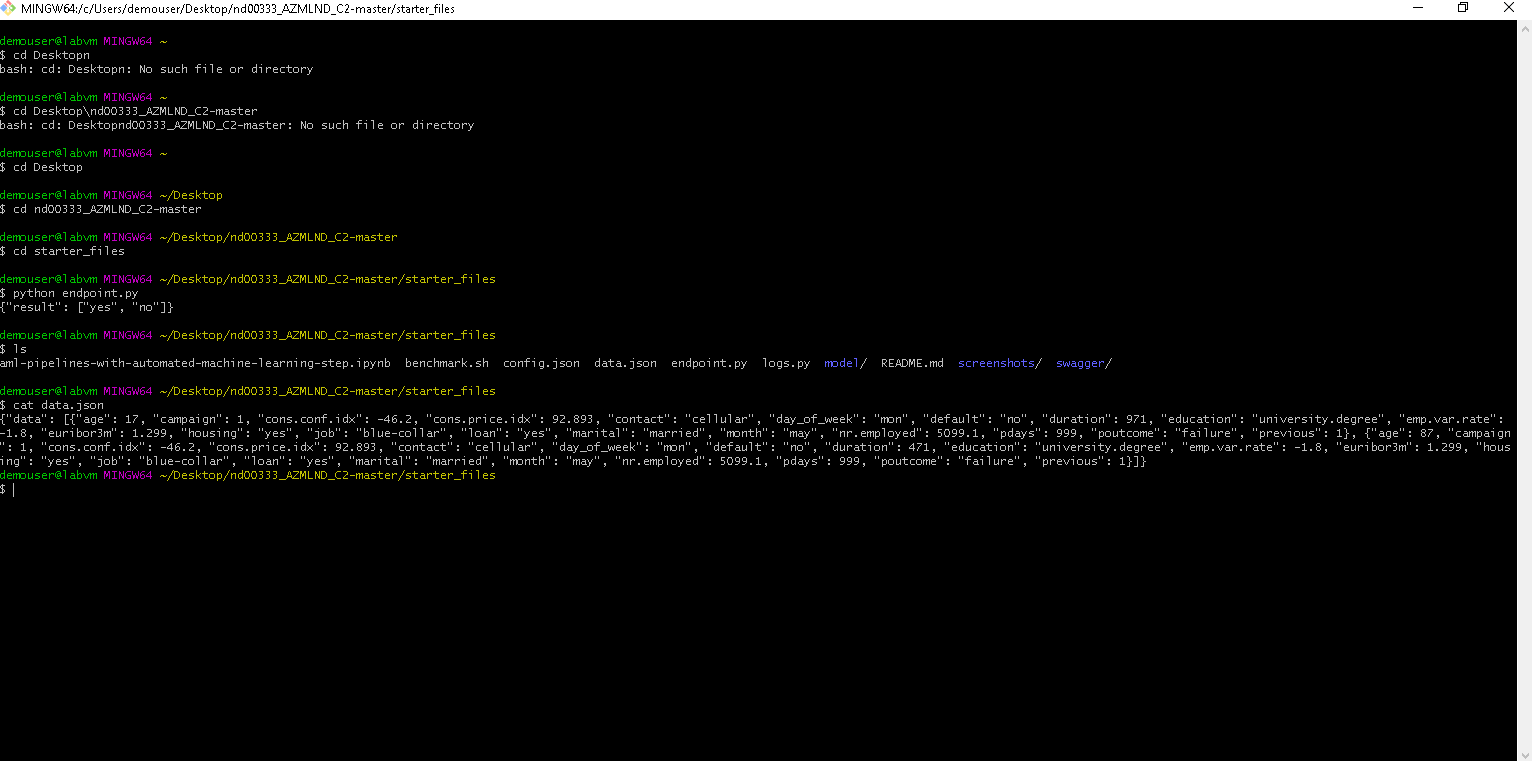 MINGW64:/c/Users/demouser/Desktop/nd00333_AZMLND_C2-master/starter_files
demouser@labvm MINGW64 ~
$ cd Desktopn
bash: cd: Desktopn: No such file or directory
demouser@labvm MINGW64 ~
$ cd Desktop\nd00333_AZMLND_C2-master
bash: cd: Desktopnd00333_AZMLND_C2-master: No such file or directory
demouser@labvm MINGW64 ~
$ cd Desktop
demouser@labvm MINGW64 ~/Desktop
$ cd nd00333_AZMLND_C2-master
demouser@labvm MINGW64 ~/Desktop/nd00333_AZMLND_C2-master
$ cd starter_files
demouser@labvm MINGW64 ~/Desktop/nd00333_AZMLND_C2-master/starter_files
$ python endpoint.py
{"result": ["yes", "no"]}
demouser@labvm MINGW64 ~/Desktop/nd00333_AZMLND_C2-master/starter_files
$ ls
aml-pipelines-with-automated-machine-learning-step.ipynb  benchmark.sh  config.json  data.json  endpoint.py  logs.py  model/  README.md  screenshots/  swagger/
demouser@labvm MINGW64 ~/Desktop/nd00333_AZMLND_C2-master/starter_files
$ cat data.json
{"data": [{"age": 17, "campaign": 1, "cons.conf.idx": -46.2, "cons.price.idx": 92.893, "contact": "cellular", "day_of_week": "mon", "default": "no", "duration": 971, "education": "university.degree", "emp.var.rate":
-1.8, "euribor3m": 1.299, "housing": "yes", "job": "blue-collar", "loan": "yes", "marital": "married", "month": "may", "nr.employed": 5099.1, "pdays": 999, "poutcome": "failure", "previous": 1}, {"age": 87, "campaign
": 1, "cons.conf.idx": -46.2, "cons.price.idx": 92.893, "contact": "cellular", "day_of_week": "mon", "default": "no", "duration": 471, "education": "university.degree", "emp.var.rate": -1.8, "euribor3m": 1.299, "hous
ing": "yes", "job": "blue-collar", "loan": "yes", "marital": "married", "month": "may", "nr.employed": 5099.1, "pdays": 999, "poutcome": "failure", "previous": 1}]}
demouser@labvm MINGW64 ~/Desktop/nd00333_AZMLND_C2-master/starter_files
$